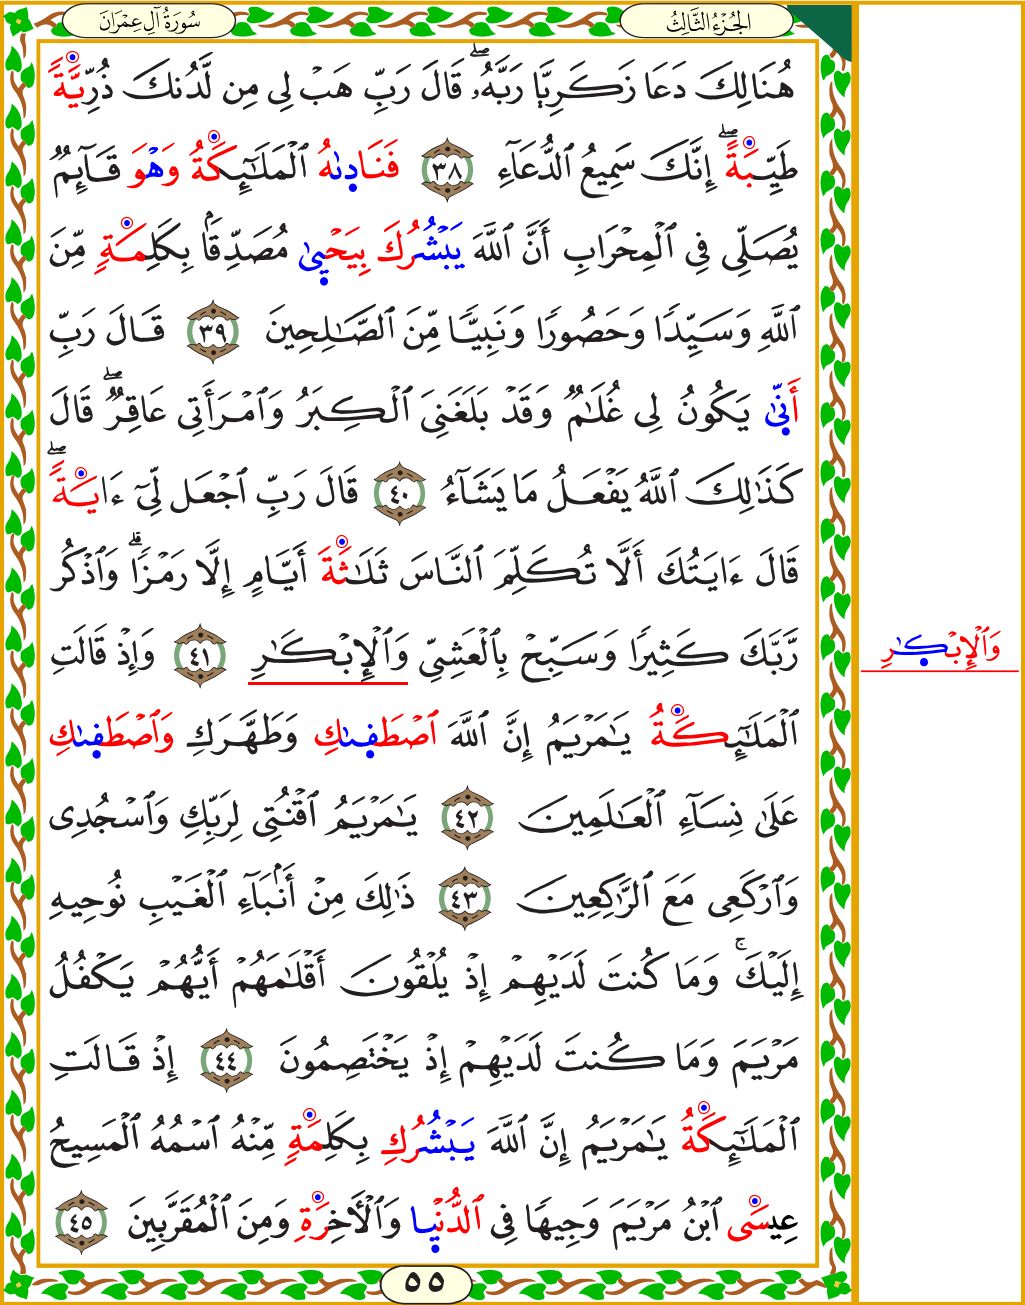 سُورَةُ آلِ عِمْرَان
الجُزْءُ الثَّالِثُ
هُنَالِكَ دَعَا زَكَرِيَّا رَبَّهُۥۖ قَالَ رَبِّ هَبْ لِي مِن لَّدُنكَ ذُرِّيَّةٗ
طَيِّبَةًۖ إِنَّكَ سَمِيعُ ٱلدُّعَآءِ ٣٨ فَنَادِىٰهُ ٱلْمَلَٰٓئِكَةُ وَهْوَ قَآئِمٞ
يُصَلِّي فِي ٱلْمِحْرَابِ أَنَّ ٱللَّهَ يَبْشُرُكَ بِيَحْيِىٰ مُصَدِّقَۢا بِكَلِمَةٖ مِّنَ
ٱللَّهِ وَسَيِّدٗا وَحَصُورٗا وَنَبِيّٗا مِّنَ ٱلصَّٰلِحِينَ ٣٩ قَالَ رَبِّ
أَنِّىٰ يَكُونُ لِي غُلَٰمٞ وَقَدْ بَلَغَنِيَ ٱلْكِبَرُ وَٱمْرَأَتِي عَاقِرٞۖ قَالَ
كَذَٰلِكَ ٱللَّهُ يَفْعَلُ مَا يَشَآءُ ٤٠ قَالَ رَبِّ ٱجْعَل لِّيٓ ءَايَةٗۖ
قَالَ ءَايَتُكَ أَلَّا تُكَلِّمَ ٱلنَّاسَ ثَلَٰثَةَ أَيَّامٍ إِلَّا رَمْزٗاۗ وَٱذْكُر
رَّبَّكَ كَثِيرٗا وَسَبِّحْ بِٱلْعَشِيِّ وَٱلْإِبْكَٰرِ ٤١ وَإِذْ قَالَتِ
وَٱلْإِبْكِٰرِ
ٱلْمَلَٰٓئِكَةُ يَٰمَرْيَمُ إِنَّ ٱللَّهَ ٱصْطَفِىٰكِ وَطَهَّرَكِ وَٱصْطَفِىٰكِ
عَلَىٰ نِسَآءِ ٱلْعَٰلَمِينَ ٤٢ يَٰمَرْيَمُ ٱقْنُتِي لِرَبِّكِ وَٱسْجُدِي
وَٱرْكَعِي مَعَ ٱلرَّٰكِعِينَ ٤٣ ذَٰلِكَ مِنْ أَنۢبَآءِ ٱلْغَيْبِ نُوحِيهِ
إِلَيْكَۚ وَمَا كُنتَ لَدَيْهِمْ إِذْ يُلْقُونَ أَقْلَٰمَهُمْ أَيُّهُمْ يَكْفُلُ
مَرْيَمَ وَمَا كُنتَ لَدَيْهِمْ إِذْ يَخْتَصِمُونَ ٤٤ إِذْ قَالَتِ
ٱلْمَلَٰٓئِكَةُ يَٰمَرْيَمُ إِنَّ ٱللَّهَ يَبْشُرُكِ بِكَلِمَةٖ مِّنْهُ ٱسْمُهُ ٱلْمَسِيحُ
عِيسَى ٱبْنُ مَرْيَمَ وَجِيهٗا فِي ٱلدُّنْيِا وَٱلْأَخِرَةِ وَمِنَ ٱلْمُقَرَّبِينَ ٤٥
٥٥